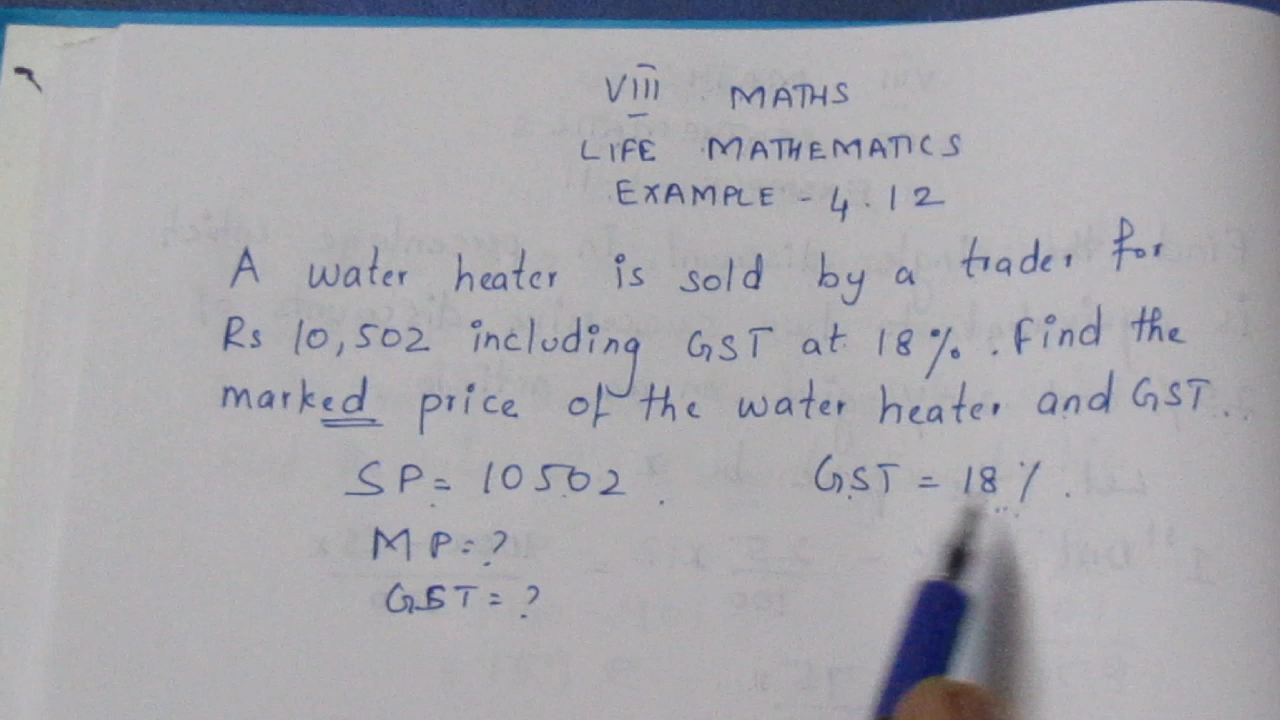 VIII MATHS
LIFE MATHEMATICS
EXAMPLE - 4.12
A water heater is sold by a trader for
Rs 10,502 including GST at 18%. Find the
marked price of the water heater and GST.
SP = 10502. GST = 18%.
MP = ?
GST = ?